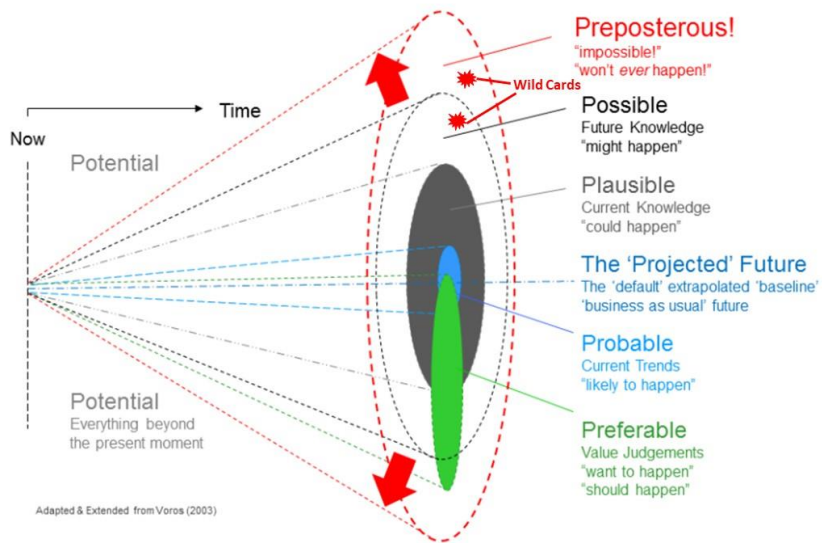 Preposterous!
"impossible!"
"won't ever happen!"
Wild Cards
Time
Now
Possible
Future Knowledge
"might happen"
Potential
Plausible
Current Knowledge
"could happen"
The 'Projected' Future
The 'default' extrapolated 'baseline'
'business as usual' future
Probable
Current Trends
"likely to happen"
Potential
Everything beyond
the present moment
Preferable
Value Judgements
"want to happen"
"should happen"
Adapted & Extended from Voros (2003)